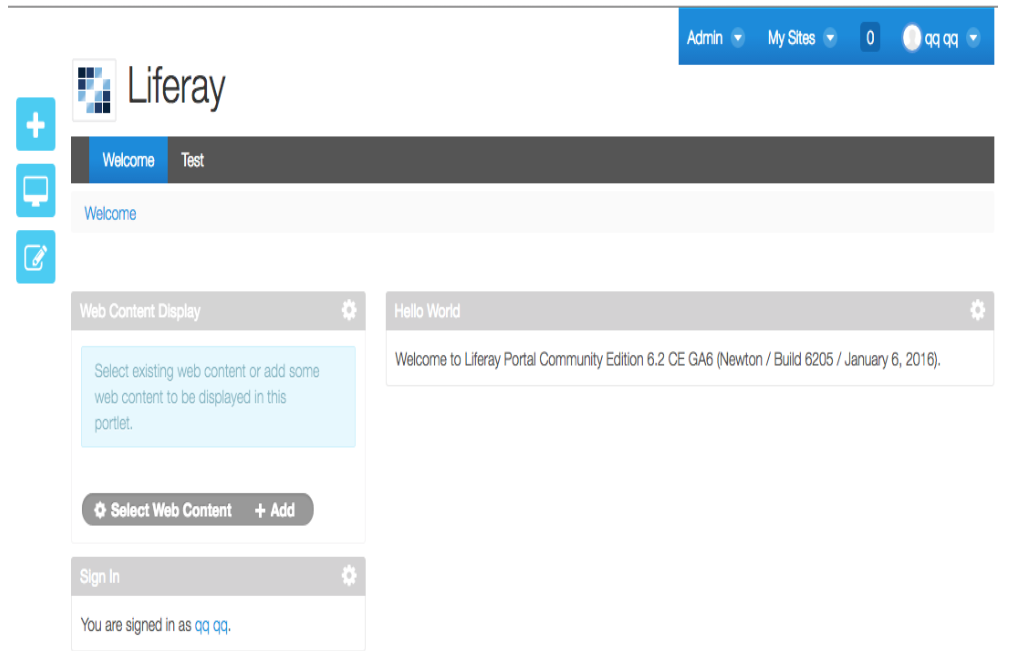 Admin My Sites 0 qq qq
Liferay
Welcome Test
Welcome
Web Content Display
Select existing web content or add some
web content to be displayed in this
portlet.
Select Web Content + Add
Sign In
You are signed in as qq qq.
Hello World
Welcome to Liferay Portal Community Edition 6.2 CE GA6 (Newton / Build 6205 / January 6, 2016).